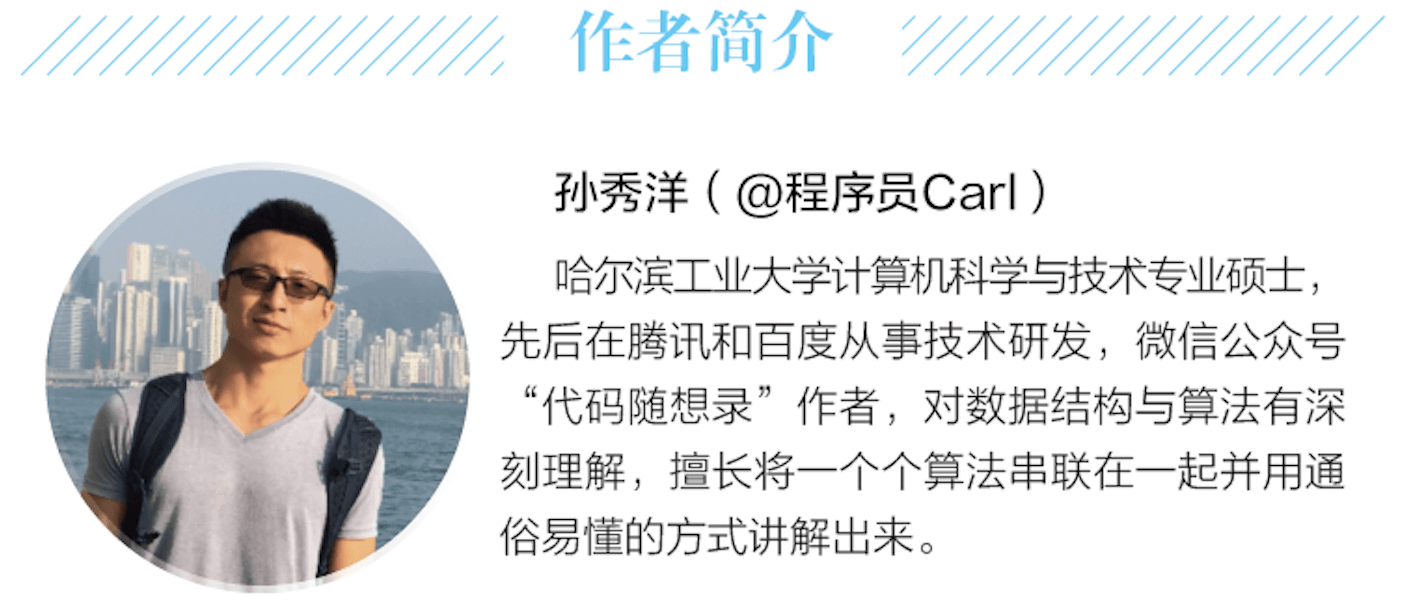 作者简介
孙秀洋（@程序员Carl）
哈尔滨工业大学计算机科学与技术专业硕士，
先后在腾讯和百度从事技术研发，微信公众号
“代码随想录”作者，对数据结构与算法有深
刻理解，擅长将一个个算法串联在一起并用通
俗易懂的方式讲解出来。